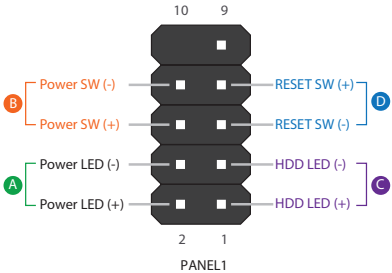 10 9
Power SW (-) RESET SW (+)
B D
Power SW (+) RESET SW (-)
Power LED (-) HDD LED (-)
A C
Power LED (+) HDD LED (+)
2 1
PANEL1